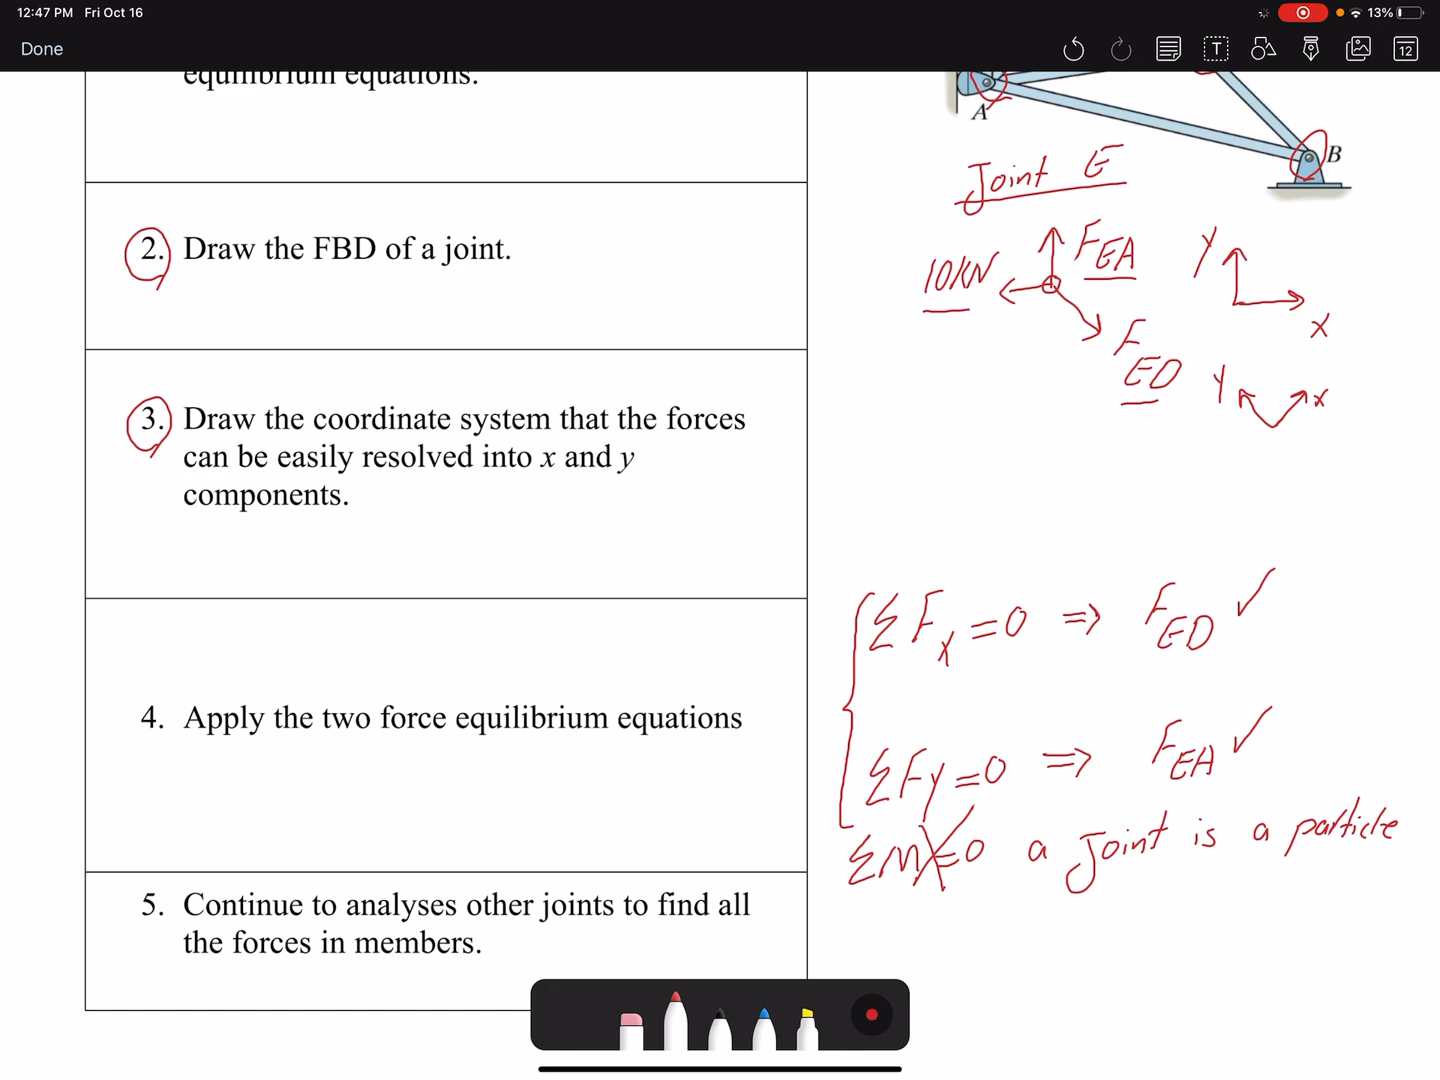 12:47 PM Fri Oct 16
13%
Done
T
12
equilibrium equations.
A
B
Joint E
2. Draw the FBD of a joint.
10KN
FEA
Y
X
FED
Y
X
3. Draw the coordinate system that the forces
can be easily resolved into x and y
components.
ΣFx=0 => FED ✓
4. Apply the two force equilibrium equations
ΣFy=0 => FEA ✓
ΣM=0 a Joint is a particle
5. Continue to analyses other joints to find all
the forces in members.